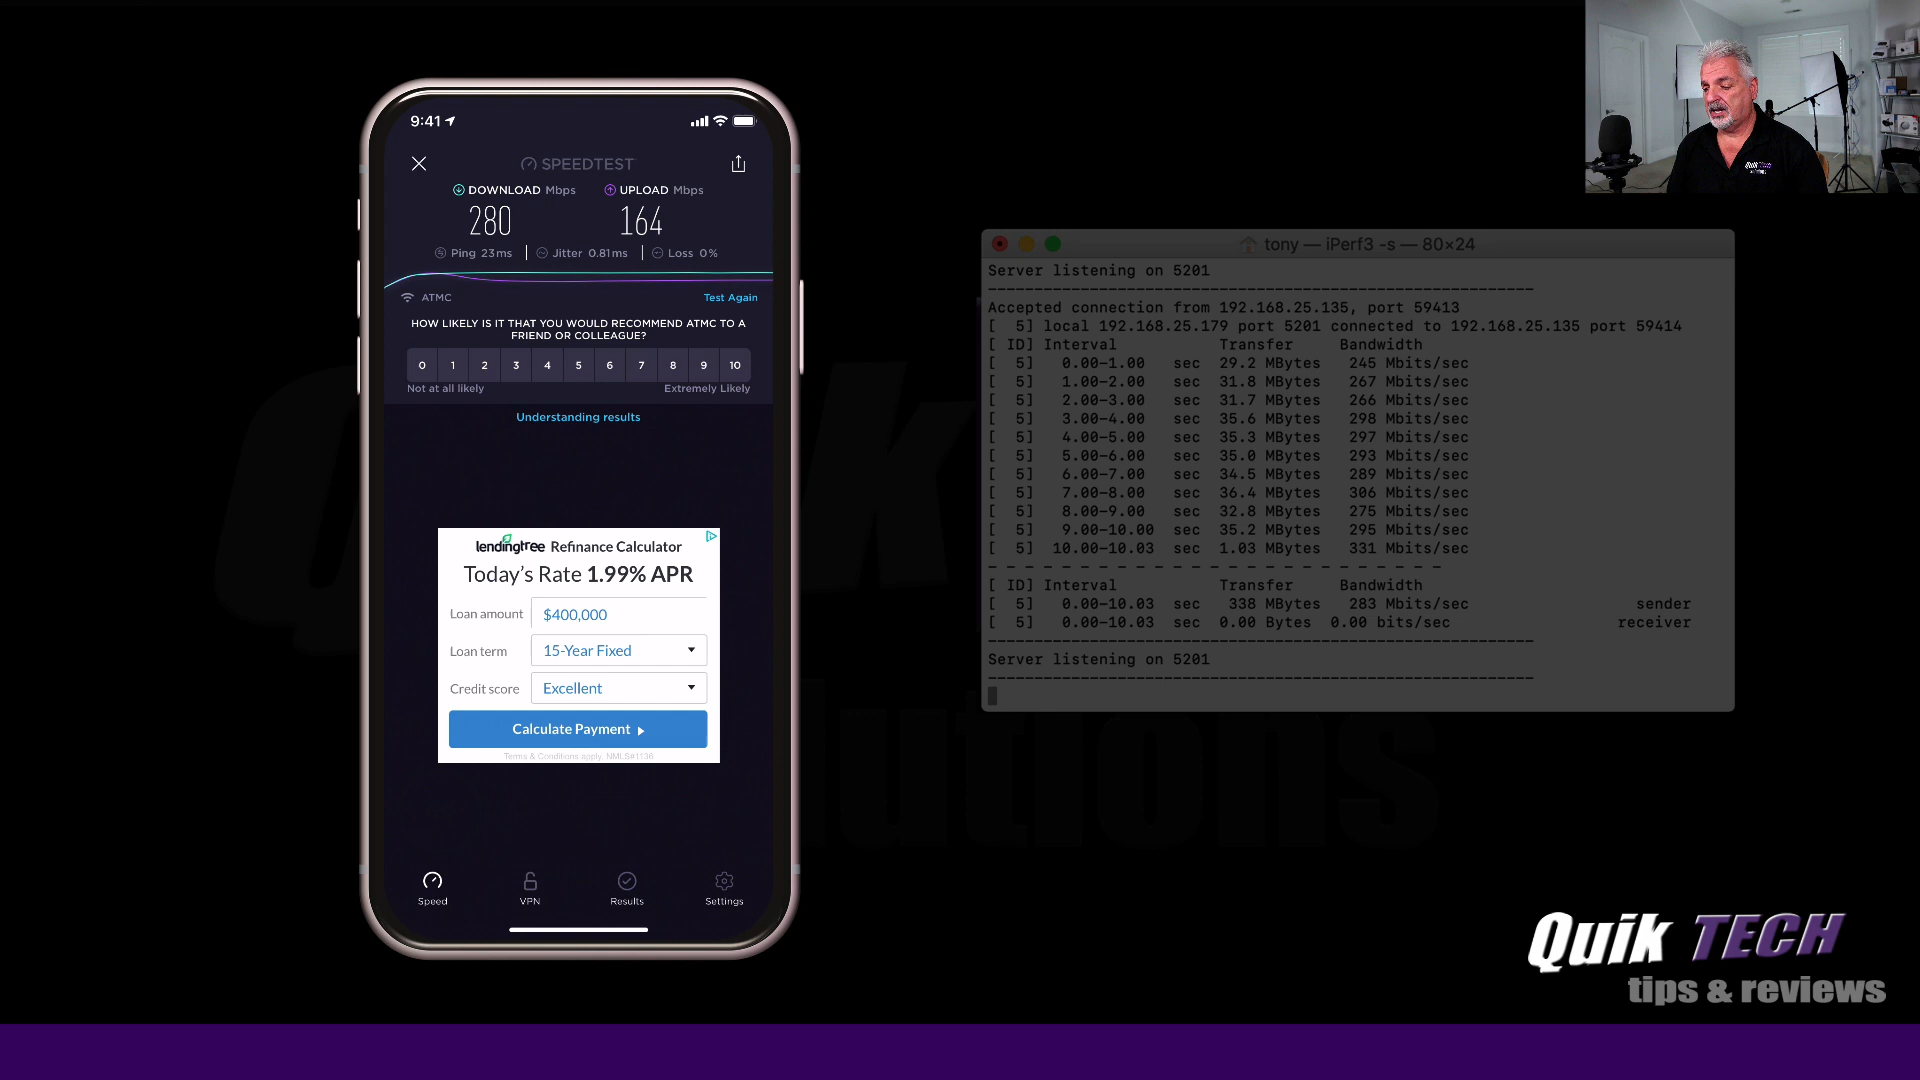 9:41
SPEEDTEST
DOWNLOAD Mbps UPLOAD Mbps
280 164
Ping 23ms Jitter 0.81ms Loss 0%
ATMC Test Again
HOW LIKELY IS IT THAT YOU WOULD RECOMMEND ATMC TO A
FRIEND OR COLLEAGUE?
0 1 2 3 4 5 6 7 8 9 10
Not at all likely Extremely Likely
Understanding results
lendingtree Refinance Calculator
Today's Rate 1.99% APR
Loan amount $400,000
Loan term 15-Year Fixed
Credit score Excellent
Calculate Payment
Terms & Conditions apply. NMLS#1136
Speed VPN Results Settings
tony — iPerf3 -s — 80×24
Server listening on 5201
-----------------------------------------------------------
Accepted connection from 192.168.25.135, port 59413
[  5] local 192.168.25.179 port 5201 connected to 192.168.25.135 port 59414
[ ID] Interval Transfer Bandwidth
[  5] 0.00-1.00 sec 29.2 MBytes 245 Mbits/sec
[  5] 1.00-2.00 sec 31.8 MBytes 267 Mbits/sec
[  5] 2.00-3.00 sec 31.7 MBytes 266 Mbits/sec
[  5] 3.00-4.00 sec 35.6 MBytes 298 Mbits/sec
[  5] 4.00-5.00 sec 35.3 MBytes 297 Mbits/sec
[  5] 5.00-6.00 sec 35.0 MBytes 293 Mbits/sec
[  5] 6.00-7.00 sec 34.5 MBytes 289 Mbits/sec
[  5] 7.00-8.00 sec 36.4 MBytes 306 Mbits/sec
[  5] 8.00-9.00 sec 32.8 MBytes 275 Mbits/sec
[  5] 9.00-10.00 sec 35.2 MBytes 295 Mbits/sec
[  5] 10.00-10.03 sec 1.03 MBytes 331 Mbits/sec
- - - - - - - - - - - - - - - - - - - - - - - - -
[ ID] Interval Transfer Bandwidth
[  5] 0.00-10.03 sec 338 MBytes 283 Mbits/sec sender
[  5] 0.00-10.03 sec 0.00 Bytes 0.00 bits/sec receiver
-----------------------------------------------------------
Server listening on 5201
-----------------------------------------------------------
Quik TECH
tips & reviews